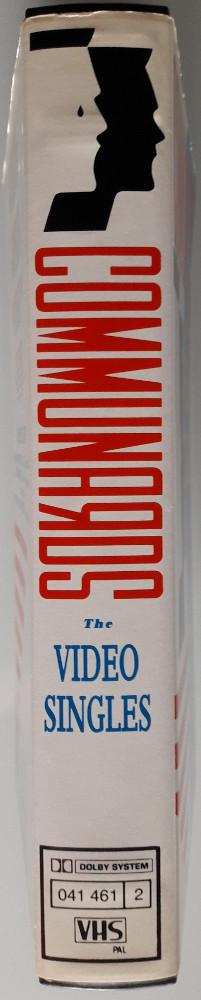 COMMUNARDS
The
VIDEO
SINGLES
DOLBY SYSTEM
041 461 2
VHS
PAL